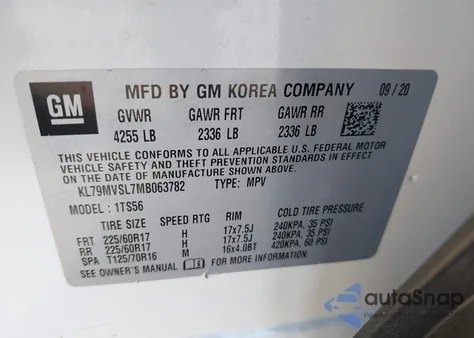 GM
MFD BY GM KOREA COMPANY 09/20
GVWR GAWR FRT GAWR RR
4255 LB 2336 LB 2336 LB
THIS VEHICLE CONFORMS TO ALL APPLICABLE
U.S. FEDERAL MOTOR VEHICLE SAFETY, BUMPER, AND
THEFT PREVENTION STANDARDS IN EFFECT ON THE DATE
OF MANUFACTURE SHOWN ABOVE.
KL79MVSL7MB063782 TYPE: MPV
MODEL: 1TS56
TIRE SIZE SPEED RTG RIM COLD TIRE PRESSURE
FRT 225/60R17 H 17x7.5J 240KPA, 35 PSI
RR 225/60R17 H 17x7.5J 240KPA, 35 PSI
SPA T125/70R16 M 16x4.0BT 420KPA, 60 PSI
SEE OWNER'S MANUAL FOR MORE INFORMATION.
autoSnap